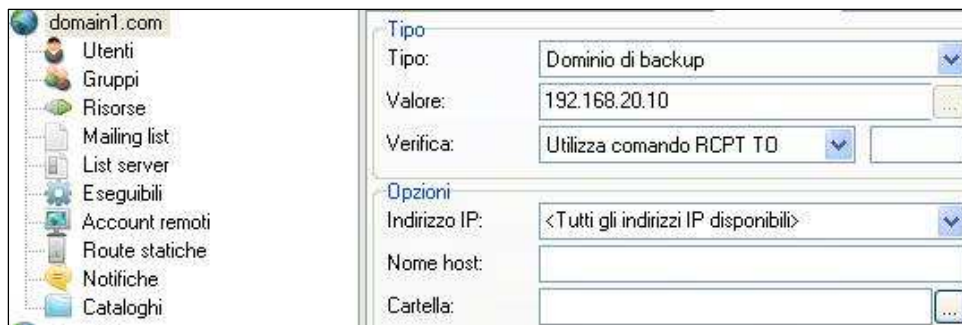 domain1.com
Utenti
Gruppi
Risorse
Mailing list
List server
Eseguibili
Account remoti
Route statiche
Notifiche
Cataloghi
Tipo
Tipo: Dominio di backup
Valore: 192.168.20.10 ...
Verifica: Utilizza comando RCPT TO
Opzioni
Indirizzo IP: <Tutti gli indirizzi IP disponibili>
Nome host:
Cartella: ...